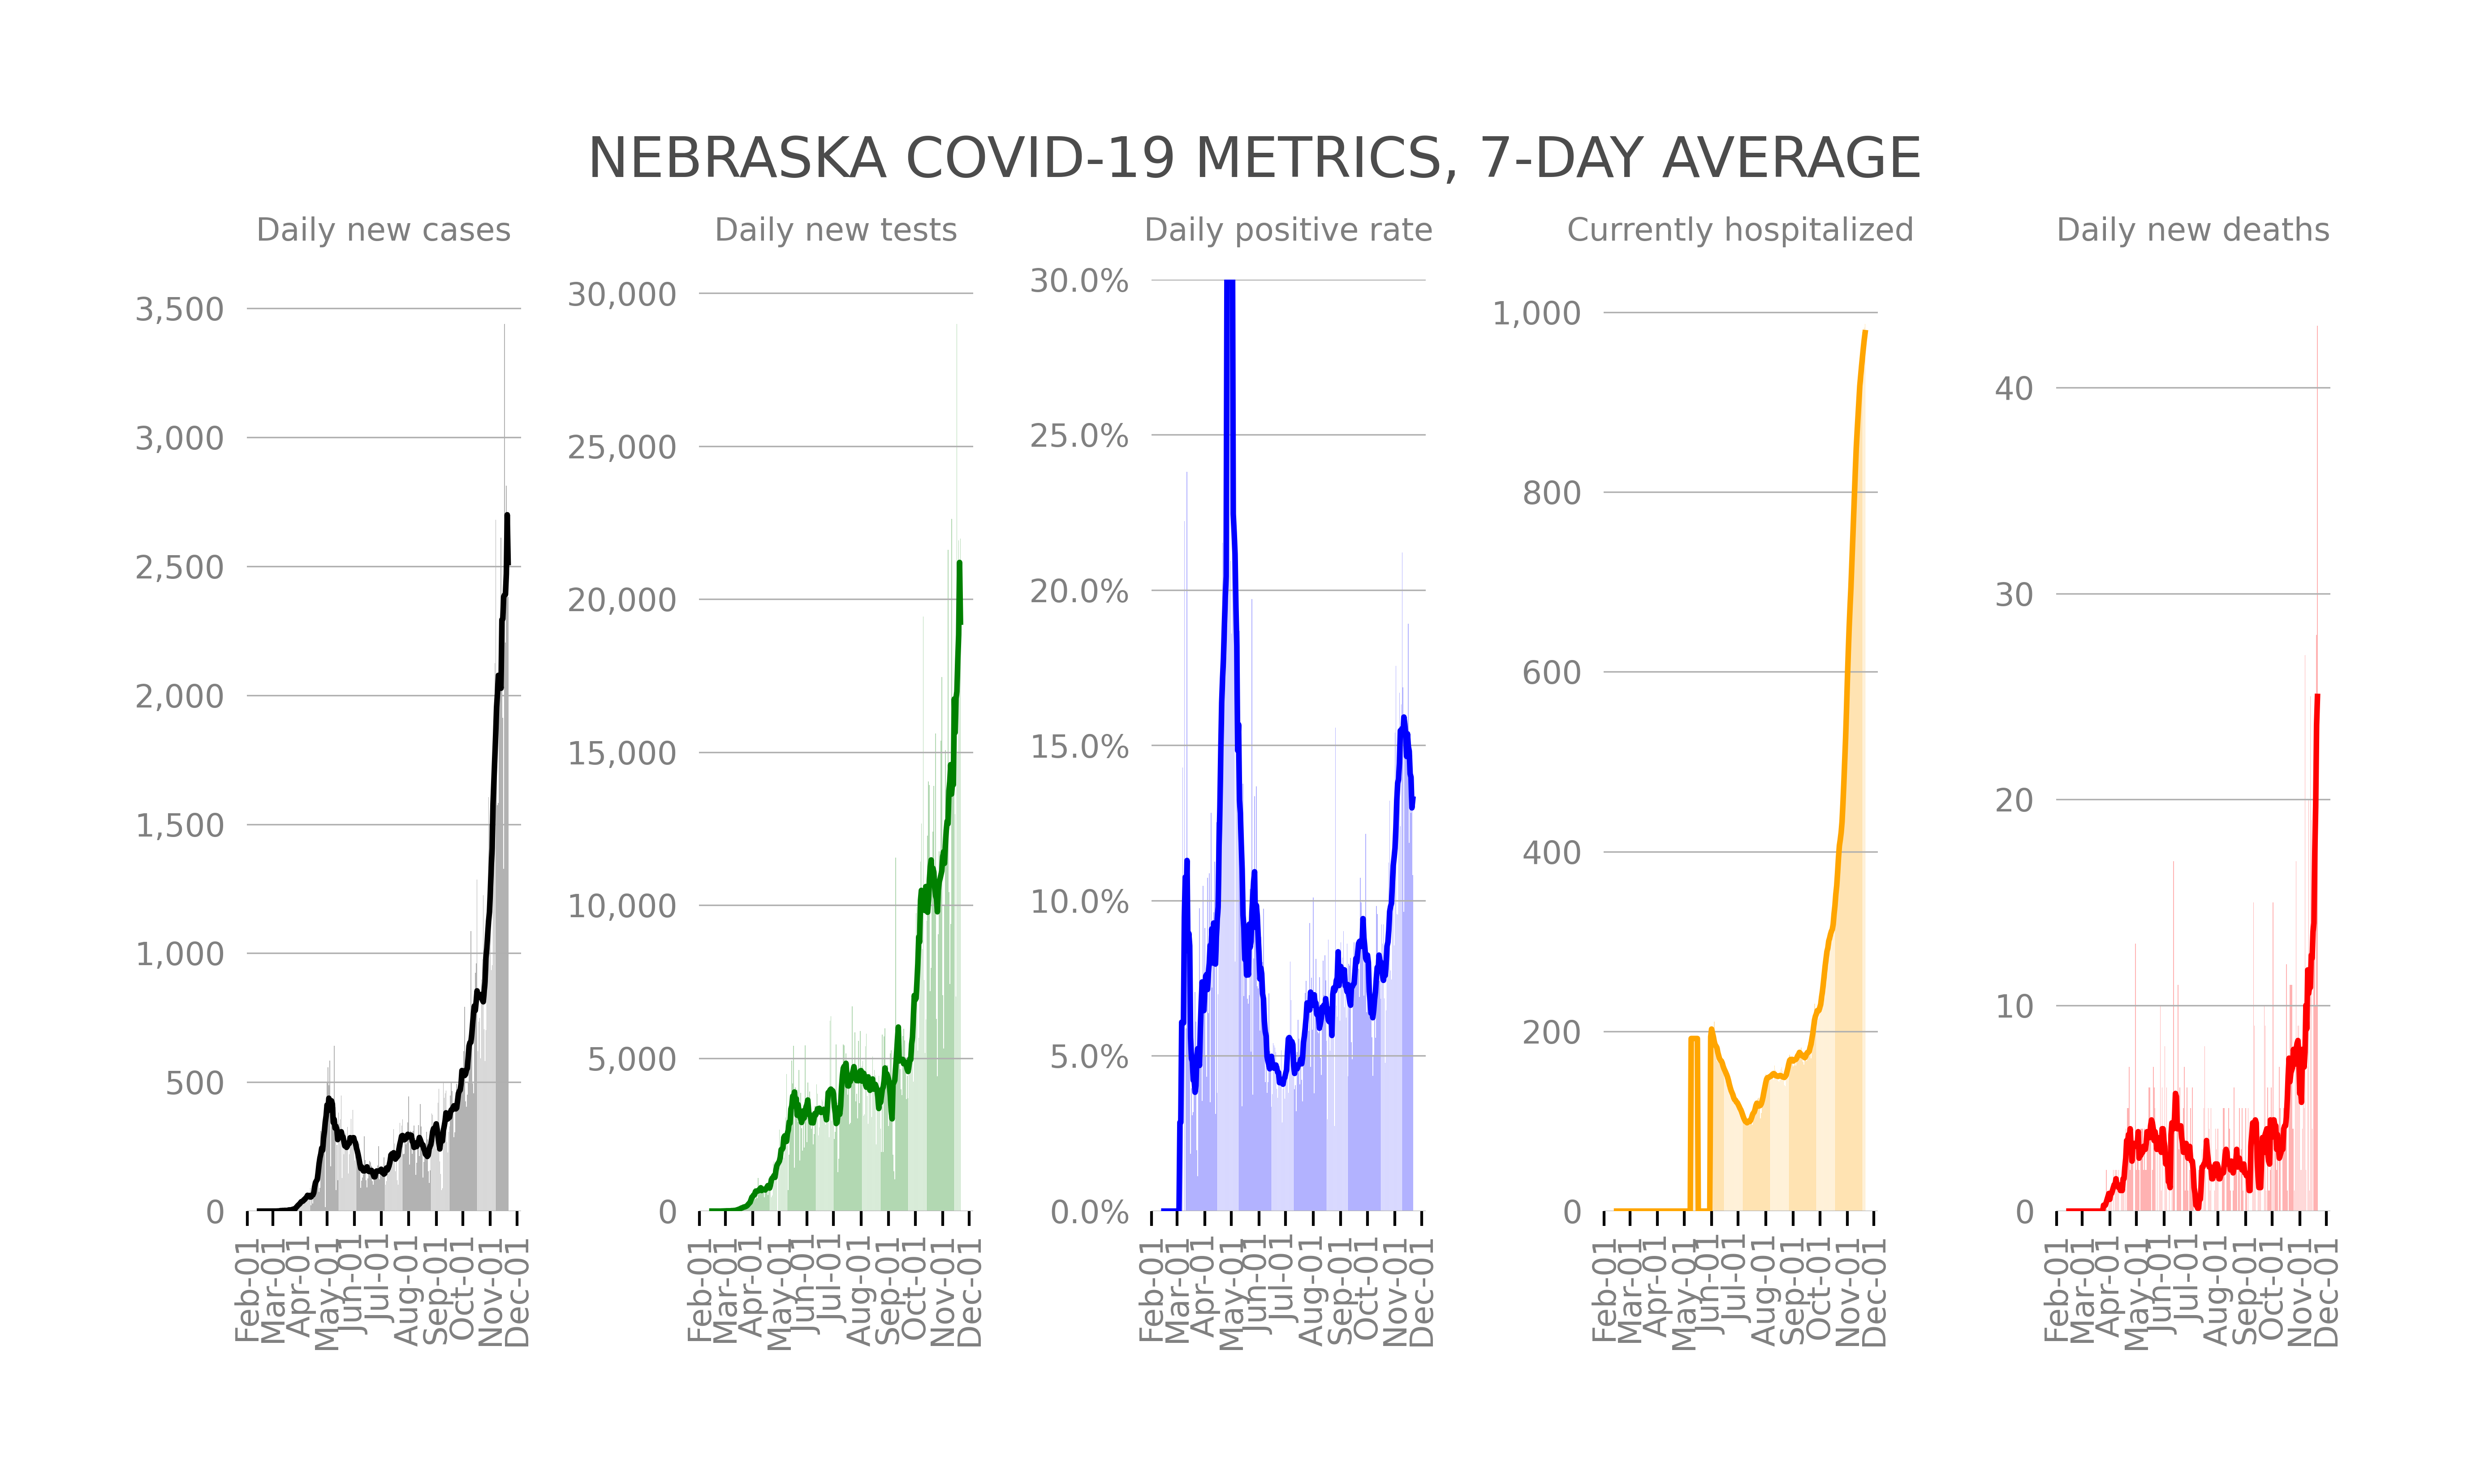 NEBRASKA COVID-19 METRICS, 7-DAY AVERAGE
Daily new cases
3,500
3,000
2,500
2,000
1,500
1,000
500
0
Feb-01
Mar-01
Apr-01
May-01
Jun-01
Jul-01
Aug-01
Sep-01
Oct-01
Nov-01
Dec-01
Daily new tests
30,000
25,000
20,000
15,000
10,000
5,000
0
Feb-01
Mar-01
Apr-01
May-01
Jun-01
Jul-01
Aug-01
Sep-01
Oct-01
Nov-01
Dec-01
Daily positive rate
30.0%
25.0%
20.0%
15.0%
10.0%
5.0%
0.0%
Feb-01
Mar-01
Apr-01
May-01
Jun-01
Jul-01
Aug-01
Sep-01
Oct-01
Nov-01
Dec-01
Currently hospitalized
1,000
800
600
400
200
0
Feb-01
Mar-01
Apr-01
May-01
Jun-01
Jul-01
Aug-01
Sep-01
Oct-01
Nov-01
Dec-01
Daily new deaths
40
30
20
10
0
Feb-01
Mar-01
Apr-01
May-01
Jun-01
Jul-01
Aug-01
Sep-01
Oct-01
Nov-01
Dec-01